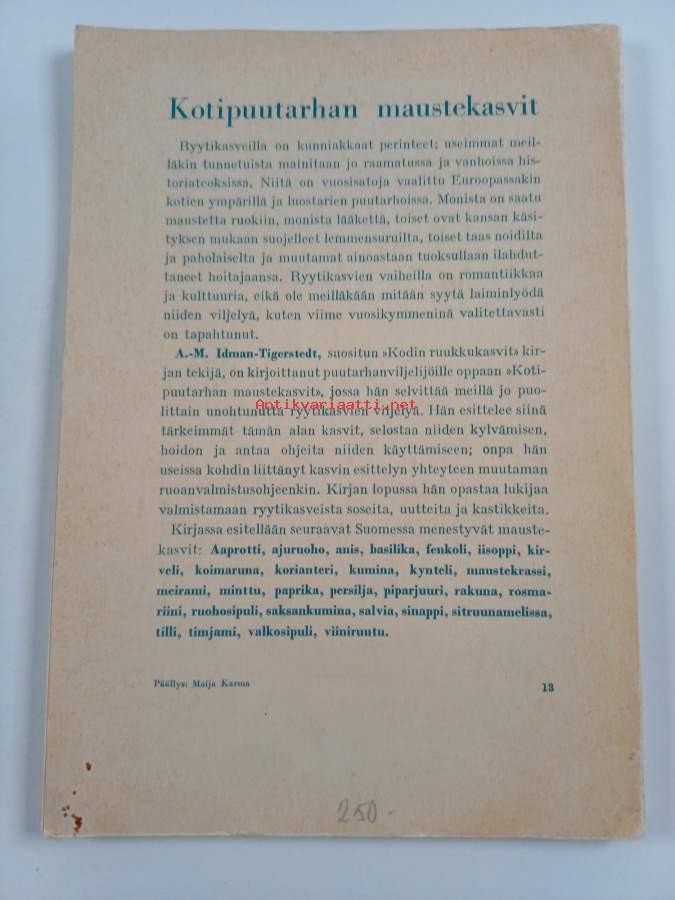 Kotipuutarhan maustekasvit
Ryytikasveilla on kunniakkaat perinteet; useimmat meil-
läkin tunnetuista mainitaan jo raamatussa ja vanhoissa his-
toriateoksissa. Niitä on vuosisatoja vaalittu Euroopassakin
kotien ympärillä ja luostarien puutarhoissa. Monista on saatu
maustetta ruokiin, monista lääkettä, toiset ovat kansan käsi-
tyksen mukaan suojelleet lemmensuruilta, toiset taas noidilta
ja paholaiselta ja muutamat ainoastaan tuoksullaan ilahdut-
taneet hoitajaansa. Ryytikasvien vaiheilla on romantiikkaa
ja kulttuuria, eikä ole meilläkään mitään syytä laiminlyödä
niiden viljelyä, kuten viime vuosikymmeninä valitettavasti
on tapahtunut.
A.-M. Idman-Tigerstedt, suositun »Kodin ruukkukasvit» kir-
jan tekijä, on kirjoittanut puutarhanviljelijöille oppaan »Koti-
puutarhan maustekasvit», jossa hän selvittää meillä jo puo-
littain unohtunutta ryytikasvien viljelyä. Hän esittelee siinä
Antikvariaatti.net
tärkeimmät tämän alan kasvit, selostaa niiden kylvämisen,
hoidon ja antaa ohjeita niiden käyttämiseen; onpa hän
useissa kohdin liittänyt kasvin esittelyn yhteyteen muutaman
ruoanvalmistusohjeenkin. Kirjan lopussa hän opastaa lukijaa
valmistamaan ryytikasveista soseita, uutteita ja kastikkeita.
Kirjassa esitellään seuraavat Suomessa menestyvät mauste-
kasvit: Aaprotti, ajuruoho, anis, basilika, fenkoli, iisoppi, kir-
veli, koimaruna, korianteri, kumina, kynteli, maustekrassi,
meirami, minttu, paprika, persilja, piparjuuri, rakuna, rosma-
riini, ruohosipuli, saksankumina, salvia, sinappi, sitruunamelissa,
tilli, timjami, valkosipuli, viiniruutu.
Päällys: Maija Karma
13
250-